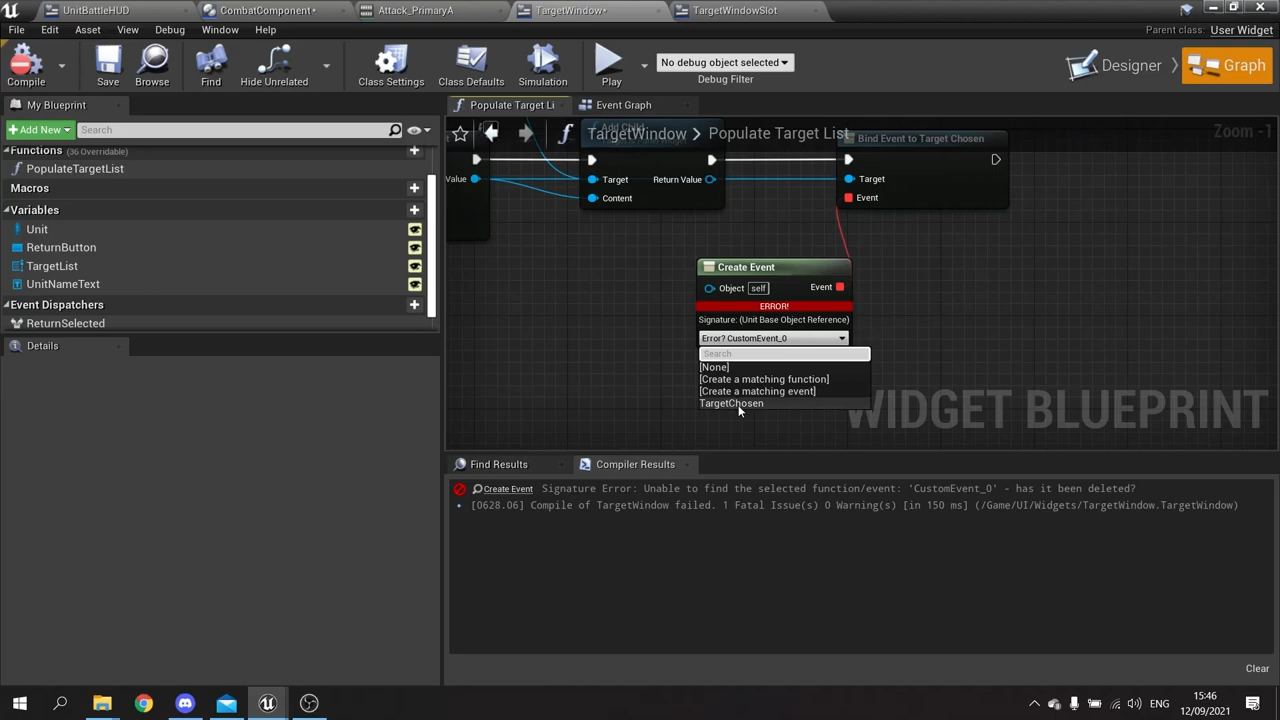 UnitBattleHUD
CombatComponent*
Attack_PrimaryA
TargetWindow*
TargetWindowSlot
File
Edit
Asset
View
Debug
Window
Help
Parent class: User Widget
Compile
Save
Browse
Find
Hide Unrelated
Class Settings
Class Defaults
Simulation
Play
No debug object selected
Debug Filter
Designer
Graph
My Blueprint
Add New
Search
Functions (36 Overridable)
PopulateTargetList
Macros
Variables
Unit
ReturnButton
TargetList
UnitNameText
Event Dispatchers
ReturnSelected
Details
Populate Target Li
Event Graph
TargetWindow > Populate Target List
Zoom -1
Add Child
Value
Target
Return Value
Content
Bind Event to Target Chosen
Target
Event
Create Event
Object self
Event
ERROR!
Signature: (Unit Base Object Reference)
Error? CustomEvent_0
Search
[None]
[Create a matching function]
[Create a matching event]
TargetChosen
WIDGET BLUEPRINT
Find Results
Compiler Results
Create Event Signature Error: Unable to find the selected function/event: 'CustomEvent_0' - has it been deleted?
[0628.06] Compile of TargetWindow failed. 1 Fatal Issue(s) 0 Warning(s) [in 150 ms] (/Game/UI/Widgets/TargetWindow.TargetWindow)
Clear
ENG
15:46
12/09/2021